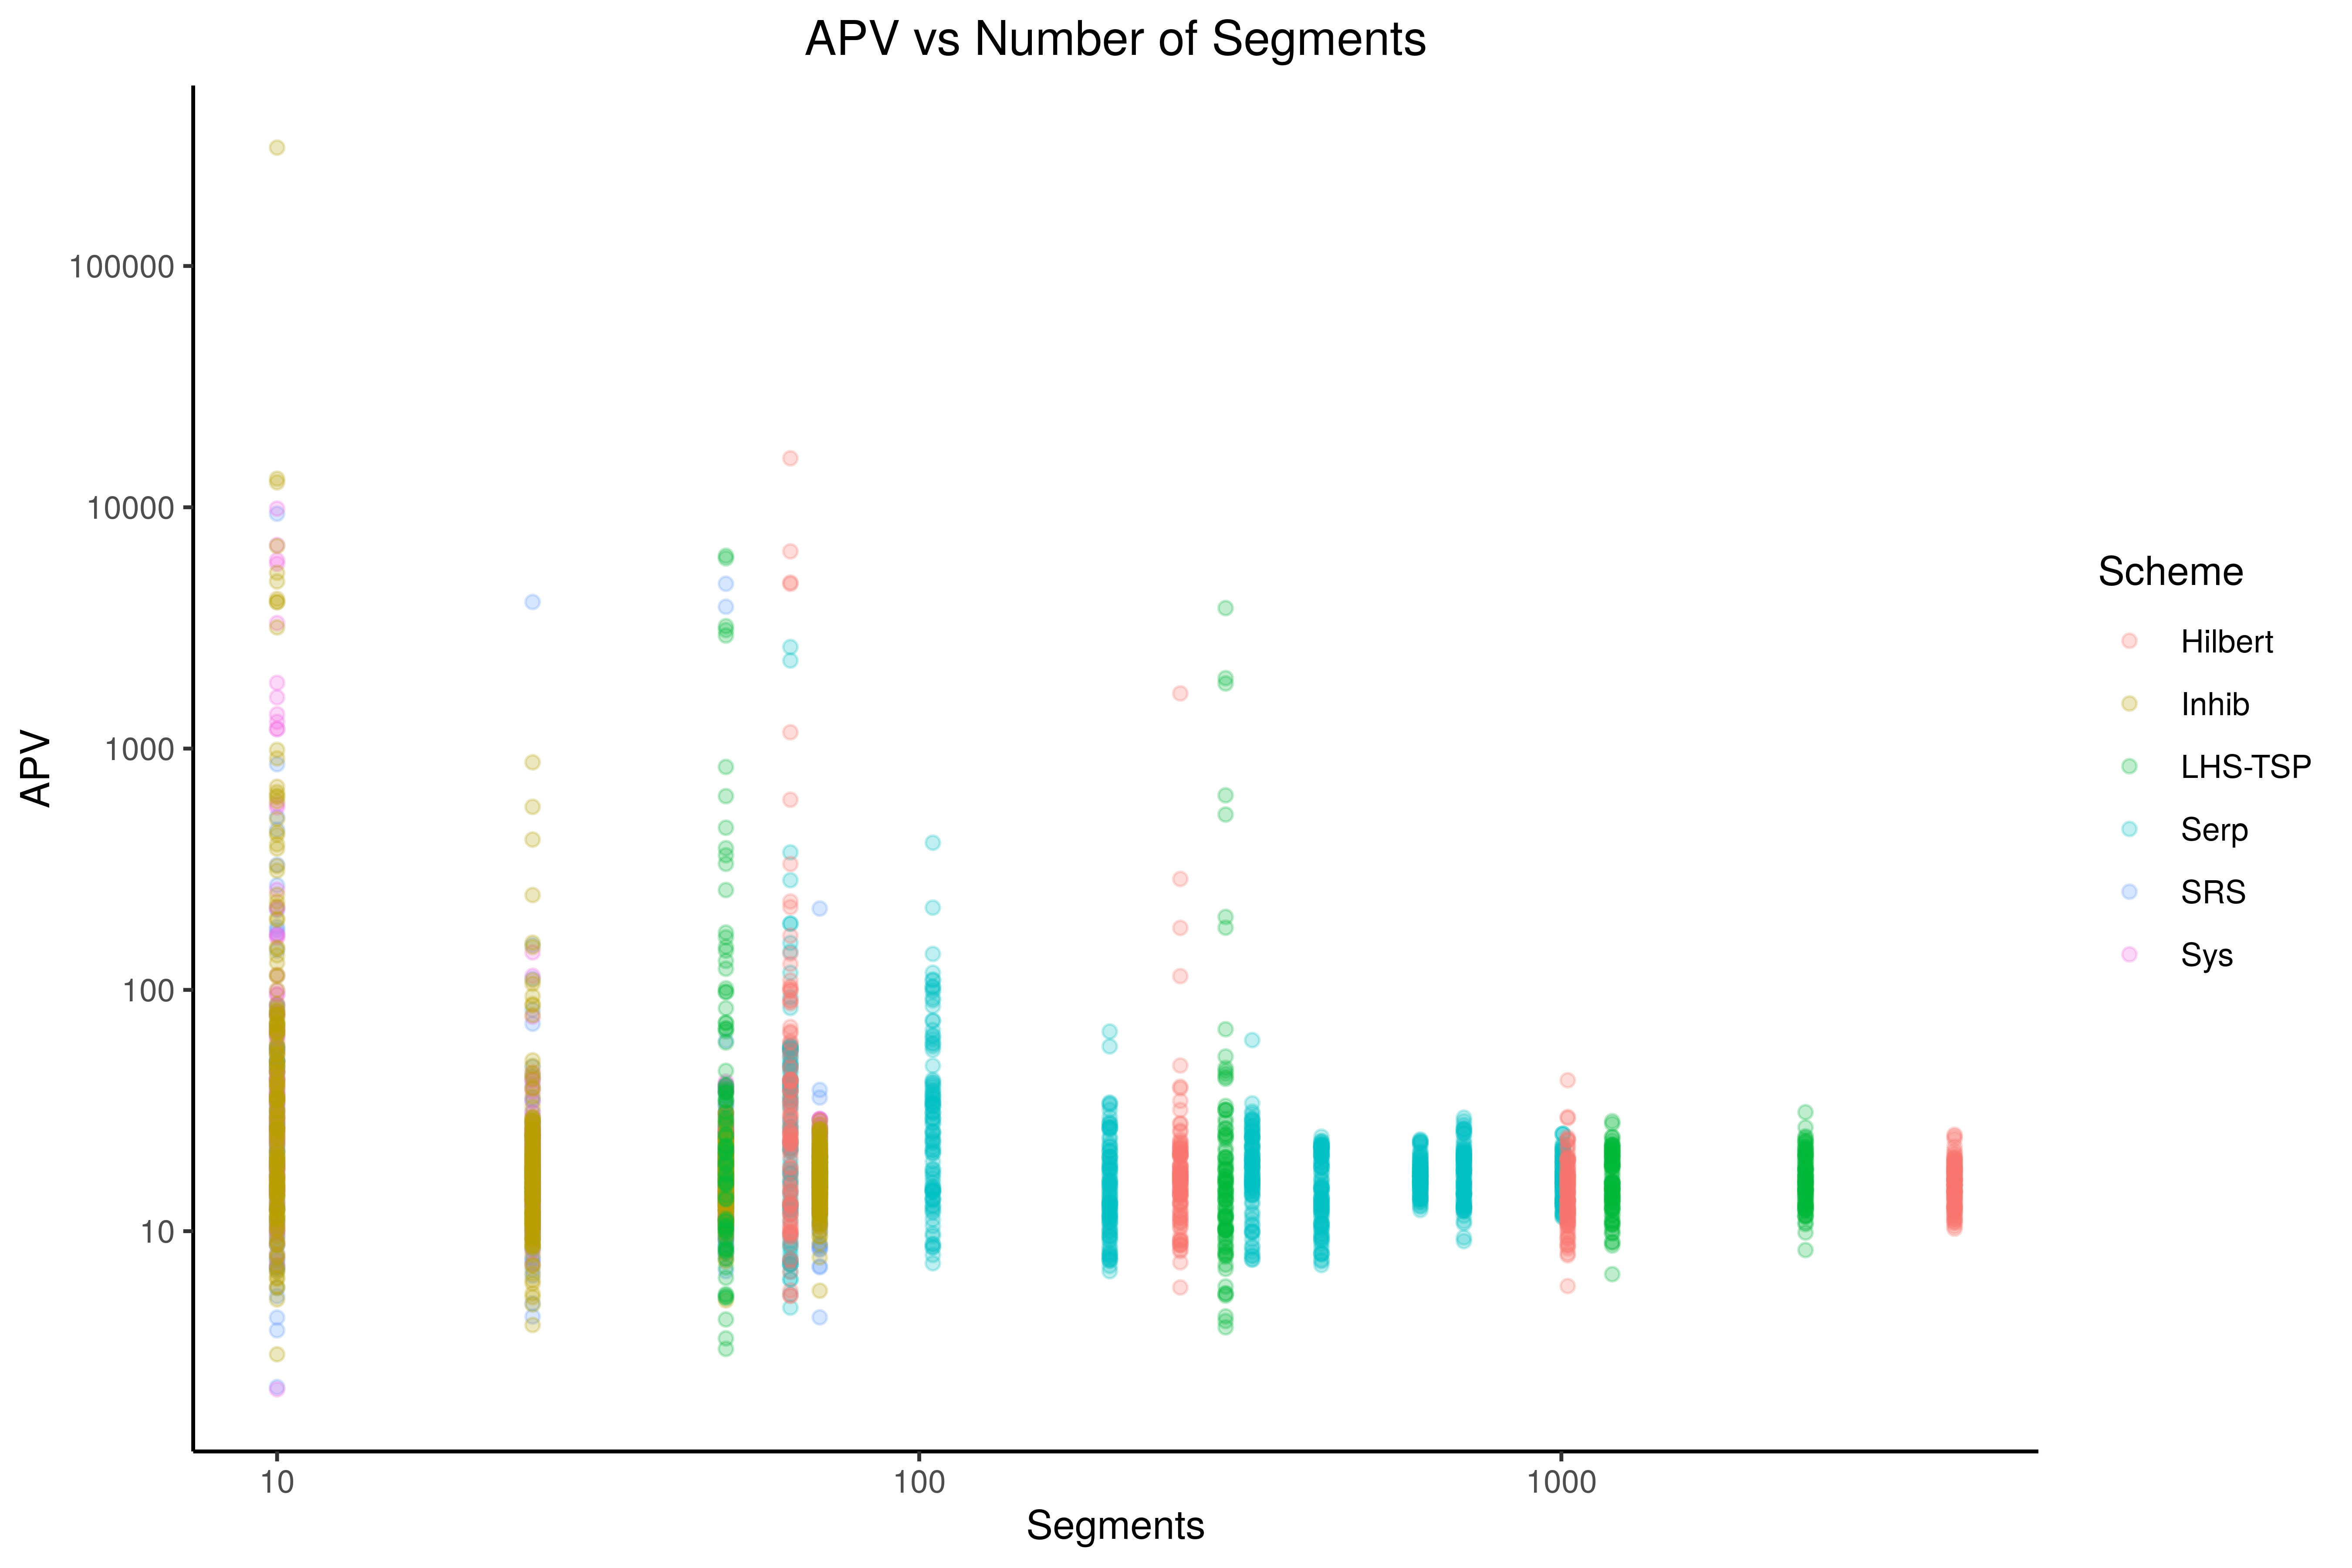 APV vs Number of Segments
APV
100000
10000
1000
100
10
10
100
1000
Segments
Scheme
Hilbert
Inhib
LHS-TSP
Serp
SRS
Sys